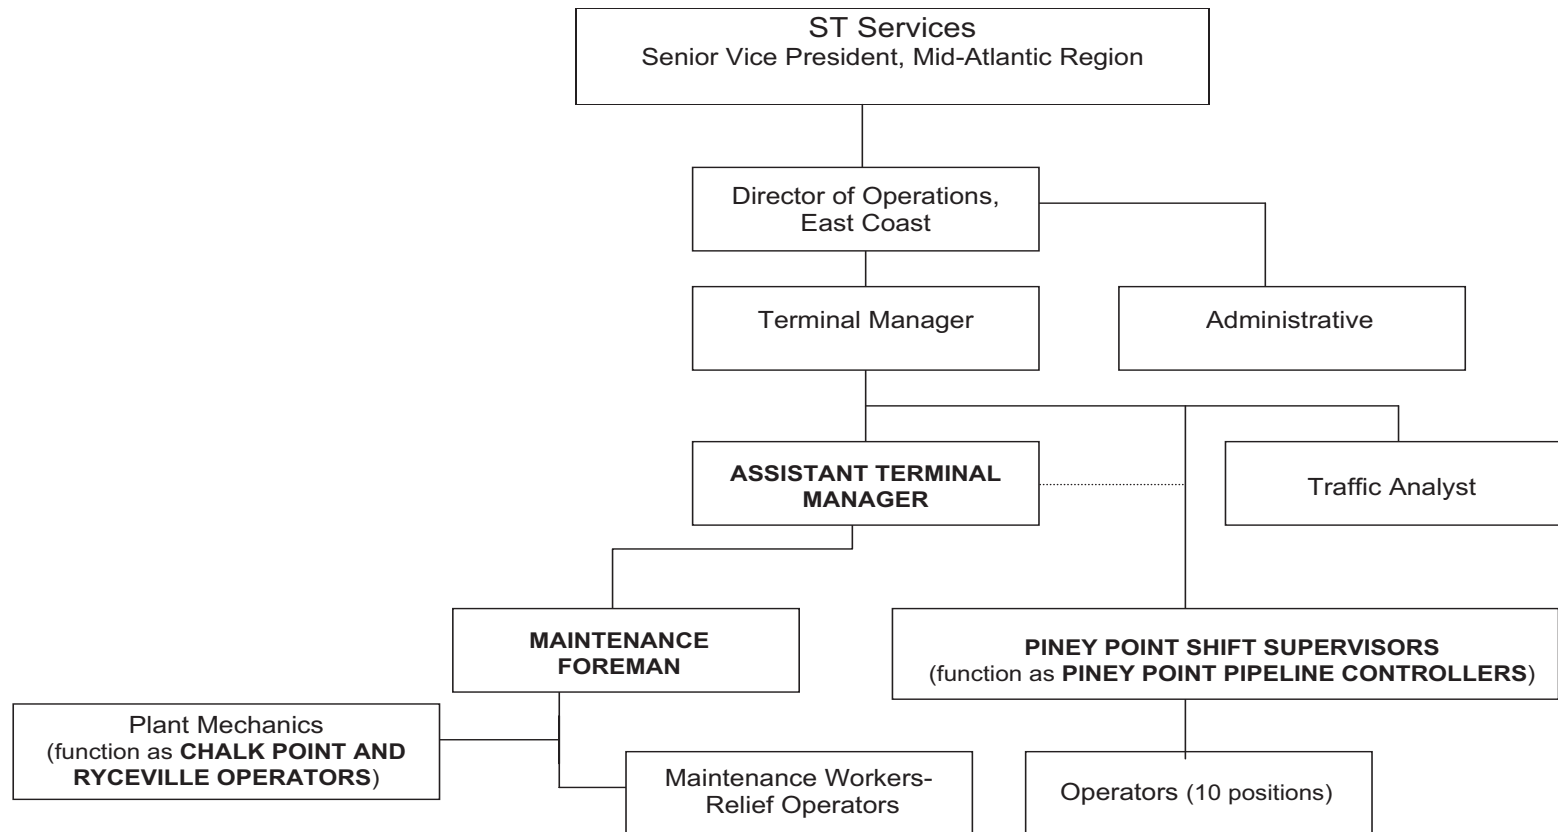 ST Services
Senior Vice President, Mid-Atlantic Region
Director of Operations,
East Coast
Terminal Manager
Administrative
ASSISTANT TERMINAL
MANAGER
Traffic Analyst
MAINTENANCE
FOREMAN
PINEY POINT SHIFT SUPERVISORS
(function as PINEY POINT PIPELINE CONTROLLERS)
Plant Mechanics
(function as CHALK POINT AND
RYCEVILLE OPERATORS)
Maintenance Workers-
Relief Operators
Operators (10 positions)